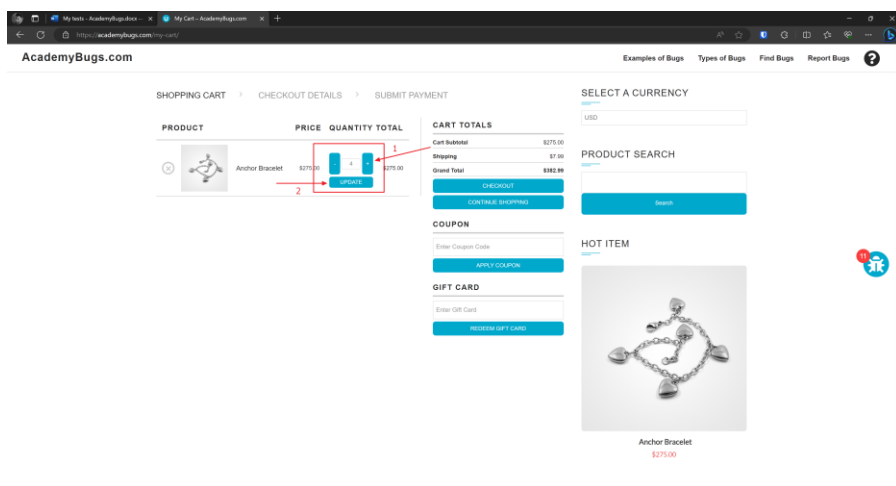 My tests - AcademyBugs.docx -
My Cart – AcademyBugs.com
https://academybugs.com/my-cart/
AcademyBugs.com
Examples of Bugs
Types of Bugs
Find Bugs
Report Bugs
?
SHOPPING CART > CHECKOUT DETAILS > SUBMIT PAYMENT
PRODUCT PRICE QUANTITY TOTAL
1
Anchor Bracelet
- 4 +
$275.00
UPDATE
2
CART TOTALS
Cart Subtotal $275.00
Shipping $7.99
Grand Total $382.99
CHECKOUT
CONTINUE SHOPPING
COUPON
Enter Coupon Code
APPLY COUPON
GIFT CARD
Enter Gift Card
REDEEM GIFT CARD
SELECT A CURRENCY
USD
PRODUCT SEARCH
Search
HOT ITEM
Anchor Bracelet
$275.00
11